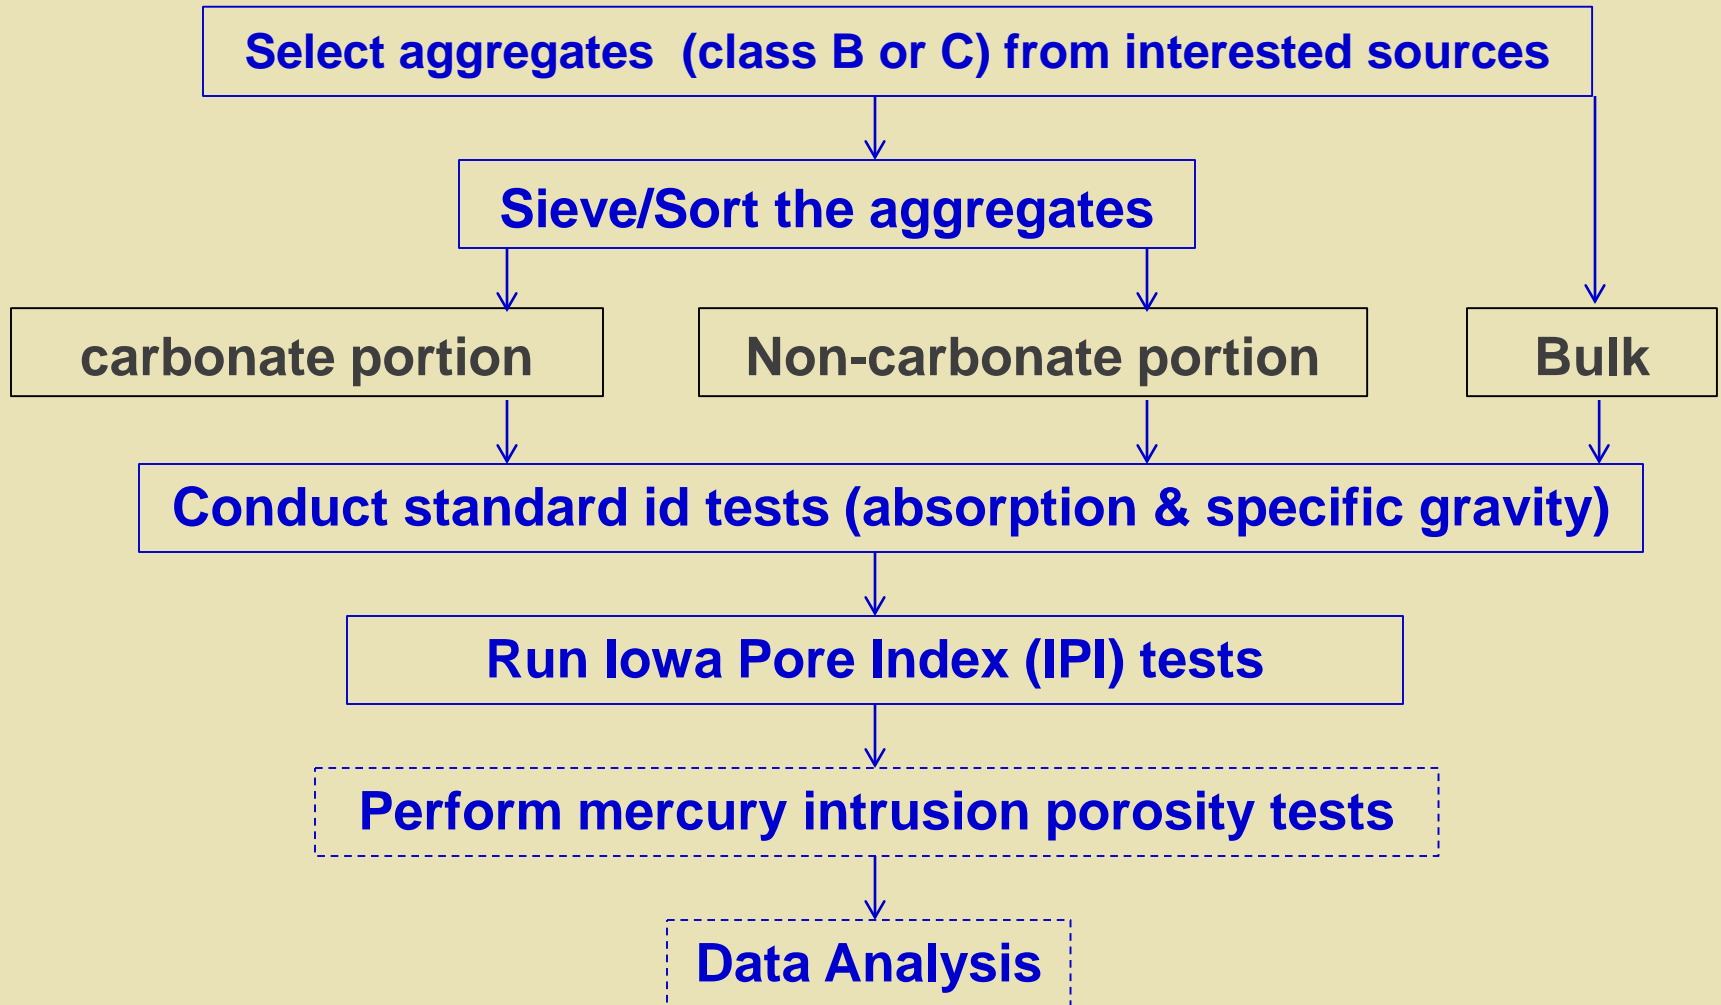 Select aggregates  (class B or C) from interested sources
Sieve/Sort the aggregates
carbonate portion
Non-carbonate portion
Bulk
Conduct standard id tests (absorption & specific gravity)
Run Iowa Pore Index (IPI) tests
Perform mercury intrusion porosity tests
Data Analysis